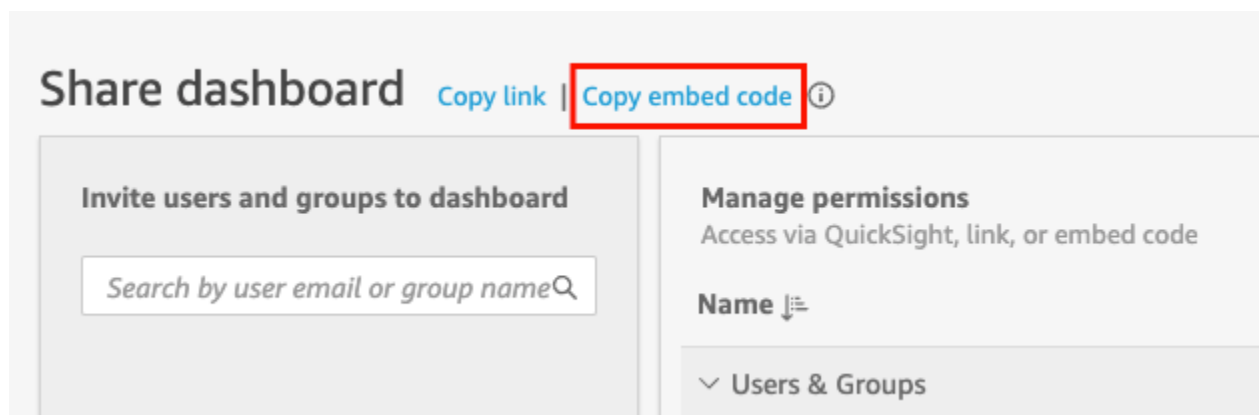 Share dashboard Copy link | Copy embed code
Invite users and groups to dashboard
Search by user email or group name
Manage permissions
Access via QuickSight, link, or embed code
Name
Users & Groups